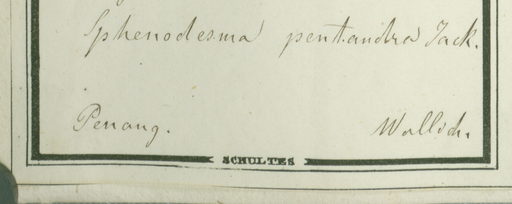 Sphenodesma pentandra Jack.
Penang. Wallich.
SCHULTES